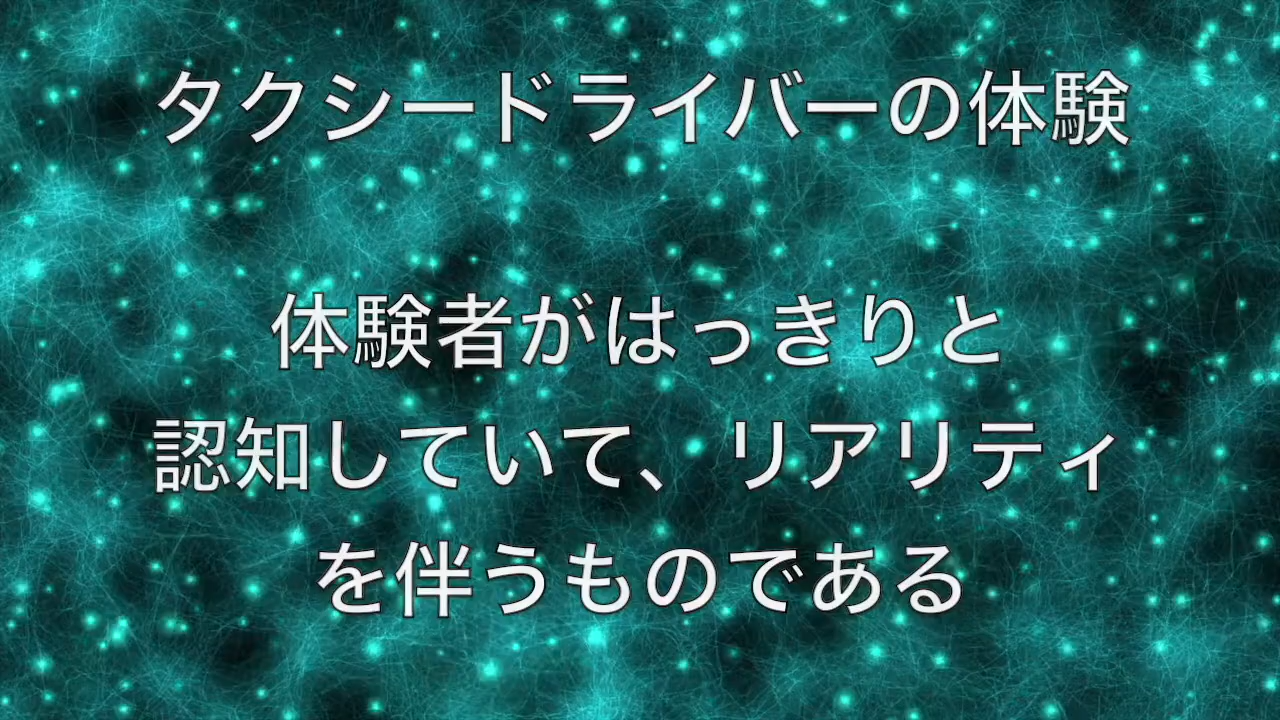 タクシードライバーの体験
体験者がはっきりと
認知していて、リアリティ
を伴うものである